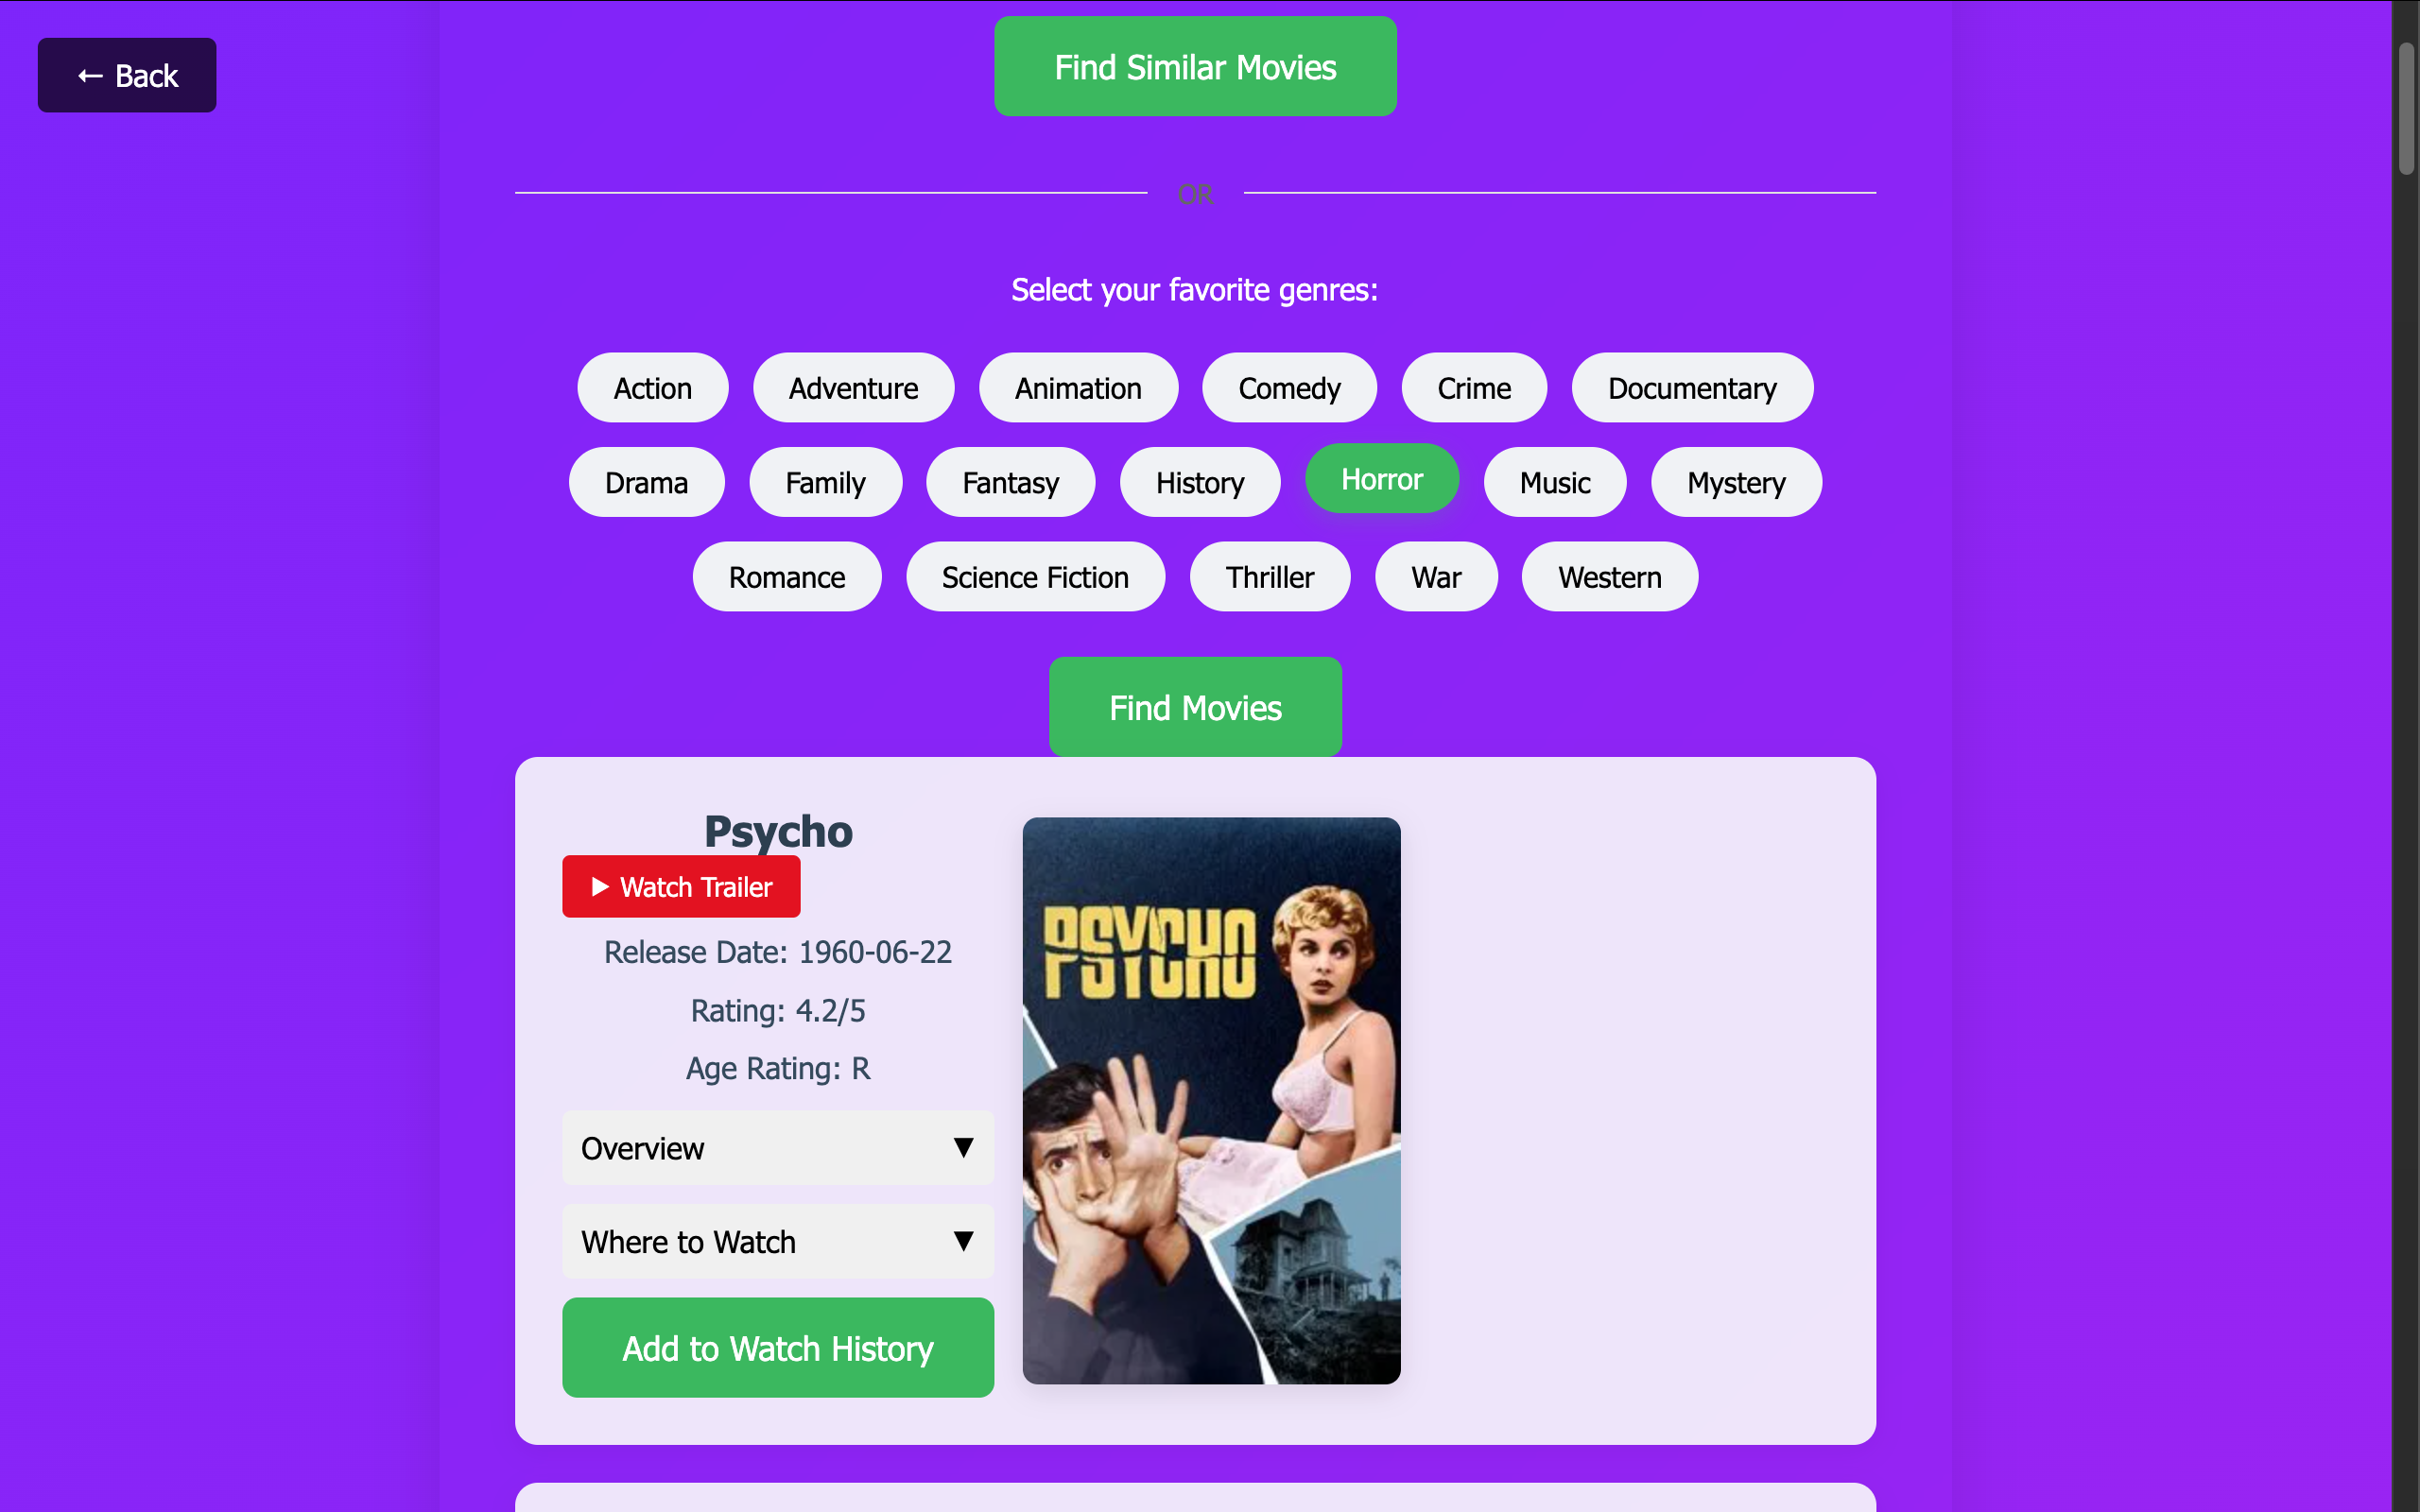 ← Back
Find Similar Movies
OR
Select your favorite genres:
Action Adventure Animation Comedy Crime Documentary
Drama Family Fantasy History Horror Music Mystery
Romance Science Fiction Thriller War Western
Find Movies
Psycho
▶ Watch Trailer
Release Date: 1960-06-22
Rating: 4.2/5
Age Rating: R
Overview ▼
Where to Watch ▼
Add to Watch History
PSYCHO